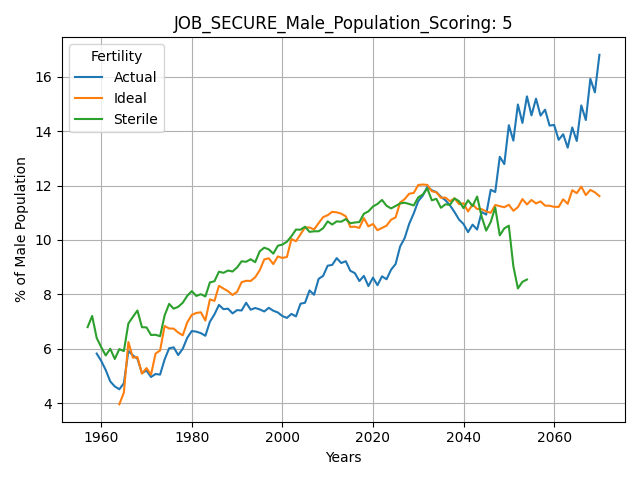 JOB_SECURE_Male_Population_Scoring: 5
Fertility
Actual
Ideal
Sterile
% of Male Population
16
14
12
10
8
6
4
1960 1980 2000 2020 2040 2060
Years